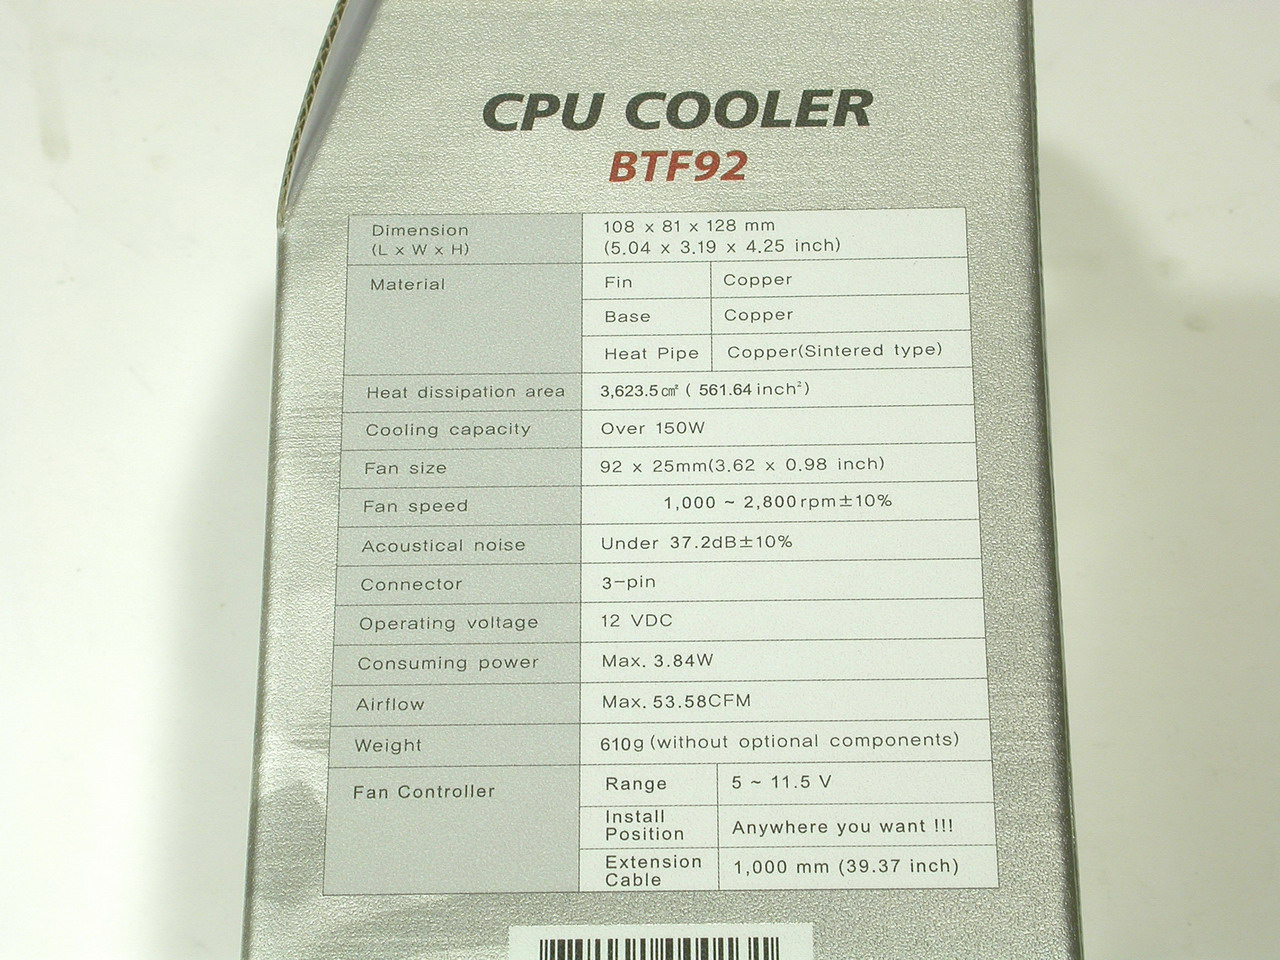 CPU COOLER
BTF92
Dimension
(L x W x H)
108 x 81 x 128 mm
(5.04 x 3.19 x 4.25 inch)
Material
Fin
Copper
Base
Copper
Heat Pipe
Copper(Sintered type)
Heat dissipation area
3,623.5㎠ ( 561.64 inch²)
Cooling capacity
Over 150W
Fan size
92 x 25mm(3.62 x 0.98 inch)
Fan speed
1,000 ~ 2,800rpm±10%
Acoustical noise
Under 37.2dB±10%
Connector
3-pin
Operating voltage
12 VDC
Consuming power
Max. 3.84W
Airflow
Max. 53.58CFM
Weight
610g (without optional components)
Fan Controller
Range
5 ~ 11.5 V
Install
Position
Anywhere you want !!!
Extension
Cable
1,000 mm (39.37 inch)